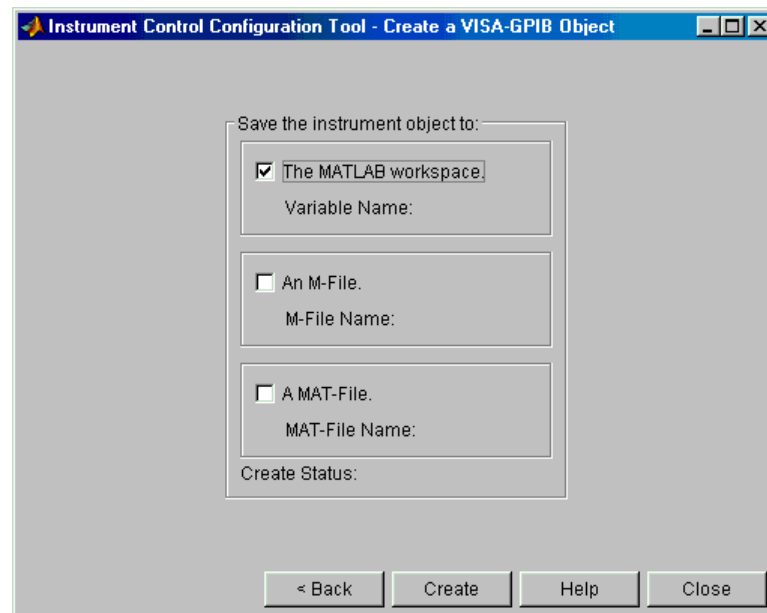 Instrument Control Configuration Tool - Create a VISA-GPIB Object
Save the instrument object to:
The MATLAB workspace.
Variable Name:
An M-File.
M-File Name:
A MAT-File.
MAT-File Name:
Create Status:
< Back
Create
Help
Close